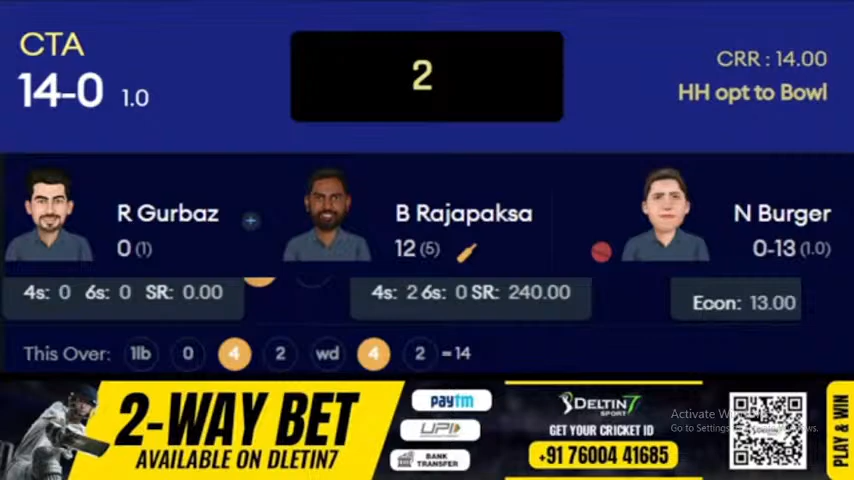 CTA
14-0 1.0
2
CRR : 14.00
HH opt to Bowl
R Gurbaz
0 (1)
B Rajapaksa
12 (5)
N Burger
0-13 (1.0)
4s: 0 6s: 0 SR: 0.00
4s: 2 6s: 0 SR: 240.00
Econ: 13.00
This Over: 1lb 0 4 2 wd 4 2 = 14
2-WAY BET
AVAILABLE ON DLETIN7
paytm
UPI
BANK
TRANSFER
DELTIN7
SPORT
GET YOUR CRICKET ID
+91 76004 41685
PLAY & WIN